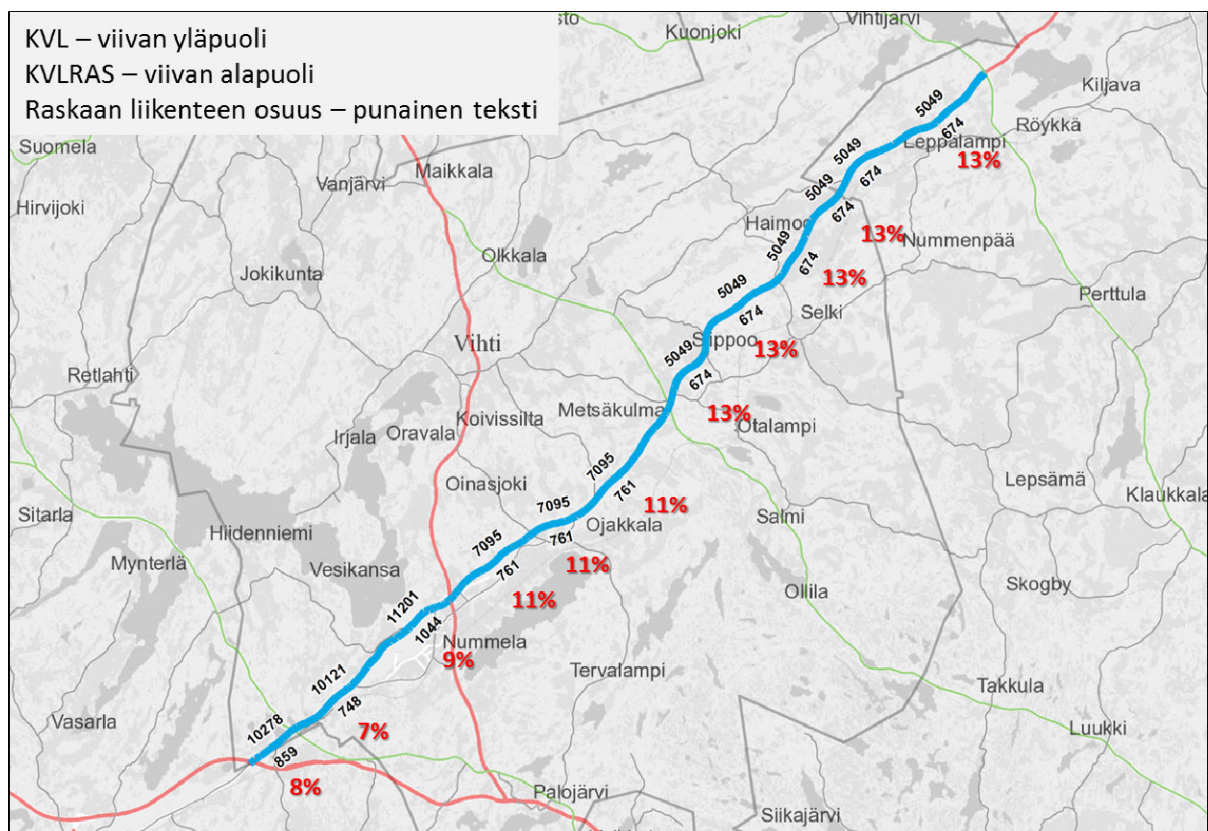 KVL – viivan yläpuoli
KVLRAS – viivan alapuoli
Raskaan liikenteen osuus – punainen teksti
sto
Vihtijärvi
Kuonjoki
Kiljava
5049
Röykkä
674
Suomela
Leppälampi
5049
13%
Maikkala
Vanjärvi
674
5049
Hirvijoki
674
Haimoo
13%
Nummenpää
5049
Olkkala
674
Jokikunta
13%
5049
Perttula
674
Selki
Vihti
Siippoo
13%
5049
Retlahti
674
Metsäkulma
13%
Koivissilta
Otalampi
Oravala
Irjala
7095
Oinasjoki
761
Lepsämä
Klaukkala
11%
7095
Sitarla
Salmi
Ojakkala
Hiidenniemi
7095
761
Mynterlä
761
11%
Vesikansa
Skogby
Ollila
11%
11201
1044
Nummela
9%
Tervalampi
10121
Takkula
748
Vasarla
10278
7%
Luukki
859
8%
Palojärvi
Siikajärvi